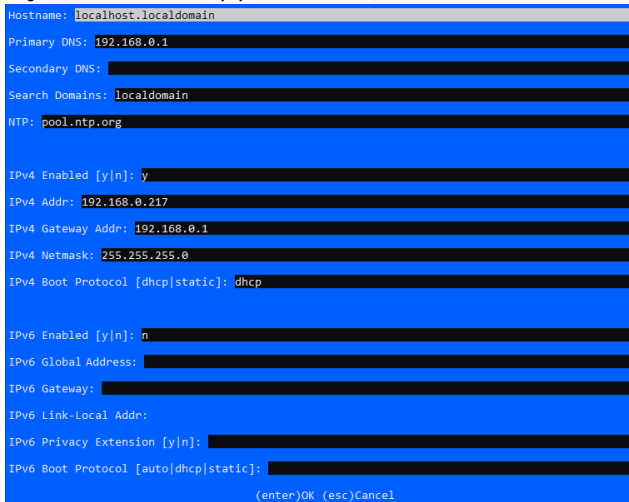 Hostname: localhost.localdomain
Primary DNS: 192.168.0.1
Secondary DNS:
Search Domains: localdomain
NTP: pool.ntp.org
IPv4 Enabled [y|n]: y
IPv4 Addr: 192.168.0.217
IPv4 Gateway Addr: 192.168.0.1
IPv4 Netmask: 255.255.255.0
IPv4 Boot Protocol [dhcp|static]: dhcp
IPv6 Enabled [y|n]: n
IPv6 Global Address:
IPv6 Gateway:
IPv6 Link-Local Addr:
IPv6 Privacy Extension [y|n]:
IPv6 Boot Protocol [auto|dhcp|static]:
(enter)OK (esc)Cancel